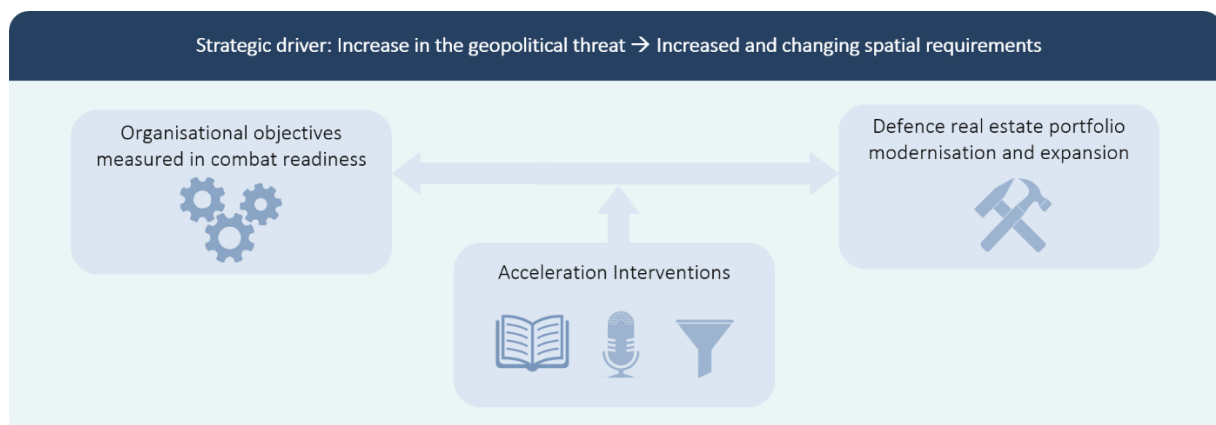 Strategic driver: Increase in the geopolitical threat → Increased and changing spatial requirements
Organisational objectives
measured in combat readiness
Defence real estate portfolio
modernisation and expansion
Acceleration Interventions